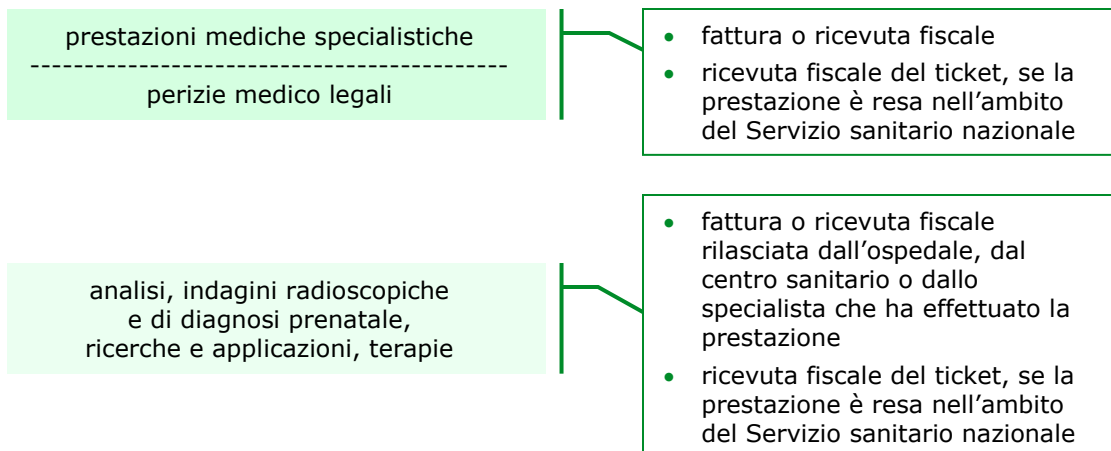 prestazioni mediche specialistiche
--------------------------------------------
perizie medico legali
• fattura o ricevuta fiscale
• ricevuta fiscale del ticket, se la
prestazione è resa nell’ambito
del Servizio sanitario nazionale
analisi, indagini radioscopiche
e di diagnosi prenatale,
ricerche e applicazioni, terapie
• fattura o ricevuta fiscale
rilasciata dall’ospedale, dal
centro sanitario o dallo
specialista che ha effettuato la
prestazione
• ricevuta fiscale del ticket, se la
prestazione è resa nell’ambito
del Servizio sanitario nazionale